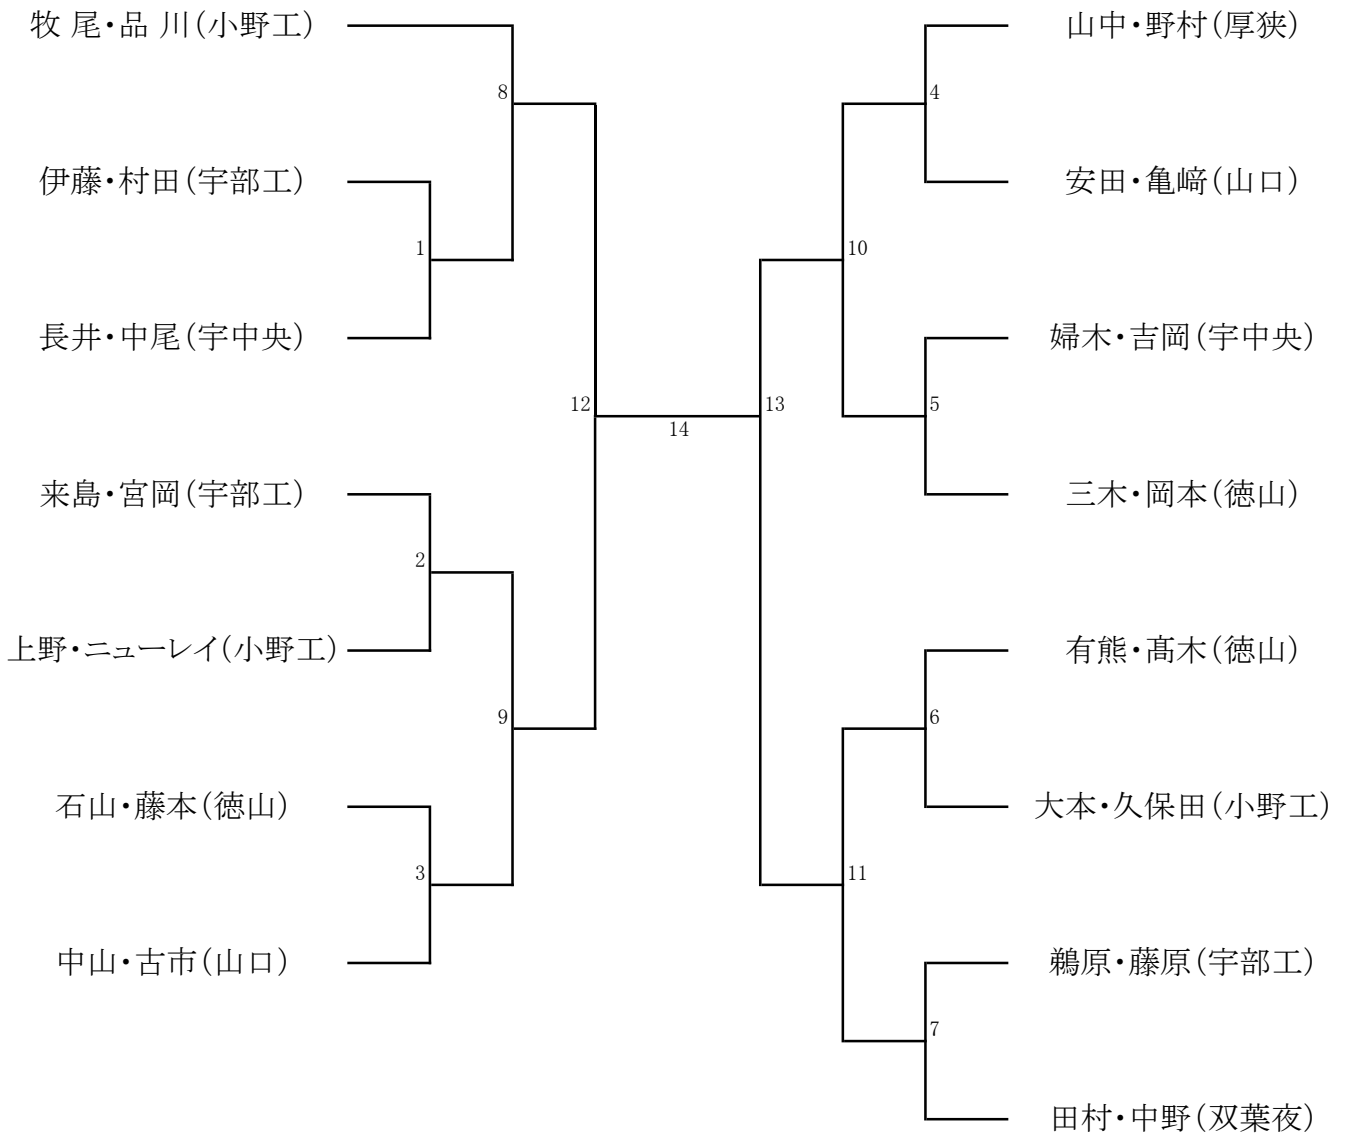 牧 尾・品 川(小野工)
8
伊藤・村田(宇部工)
1
長井・中尾(宇中央)
12
来島・宮岡(宇部工)
2
上野・ニューレイ(小野工)
9
石山・藤本(徳山)
3
中山・古市(山口)
14
山中・野村(厚狭)
4
安田・亀﨑(山口)
10
婦木・吉岡(宇中央)
5
三木・岡本(徳山)
13
有熊・髙木(徳山)
6
大本・久保田(小野工)
11
鵜原・藤原(宇部工)
7
田村・中野(双葉夜)